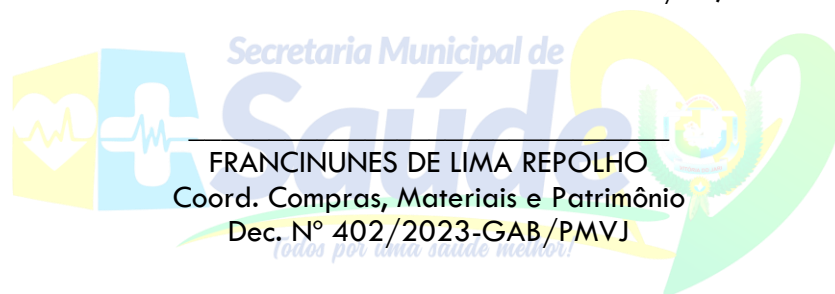 Secretaria Municipal de
Saúde
FRANCINUNES DE LIMA REPOLHO
Coord. Compras, Materiais e Patrimônio
Dec. Nº 402/2023-GAB/PMVJ
Todos por uma saúde melhor!